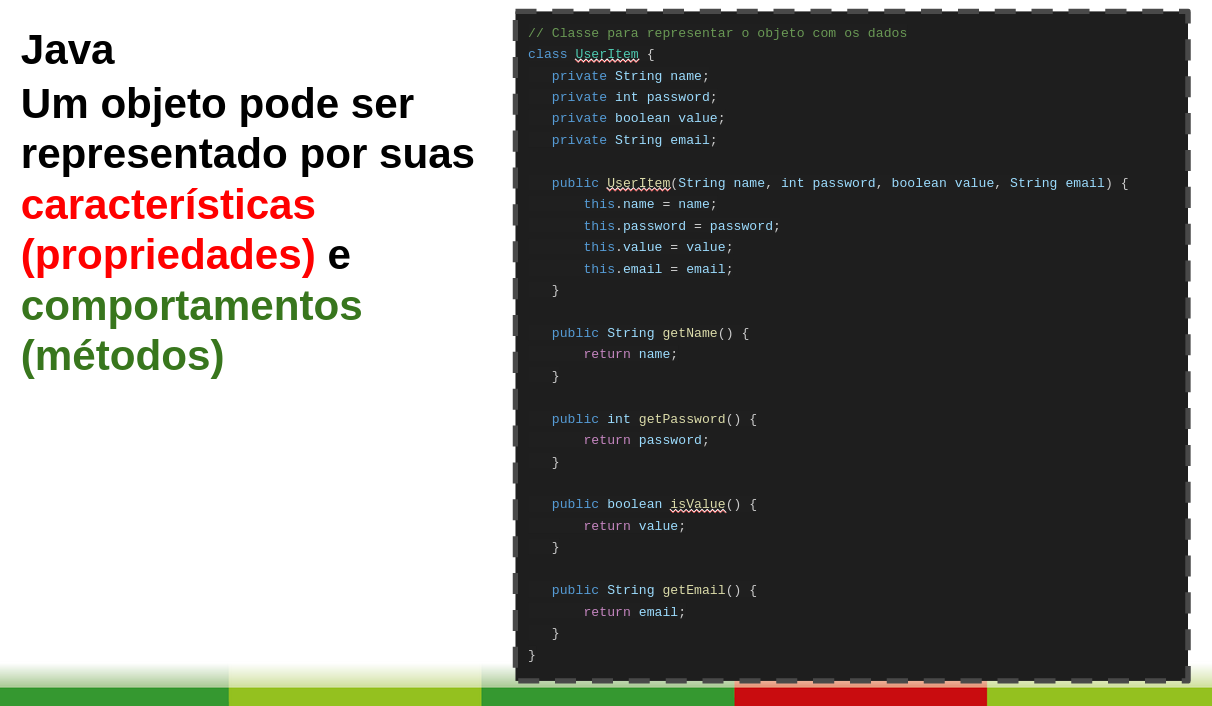 Java
Um objeto pode ser
representado por suas
características
(propriedades) e
comportamentos
(métodos)
// Classe para representar o objeto com os dados
class UserItem {
private String name;
private int password;
private boolean value;
private String email;
public UserItem(String name, int password, boolean value, String email) {
this.name = name;
this.password = password;
this.value = value;
this.email = email;
}
public String getName() {
return name;
}
public int getPassword() {
return password;
}
public boolean isValue() {
return value;
}
public String getEmail() {
return email;
}
}